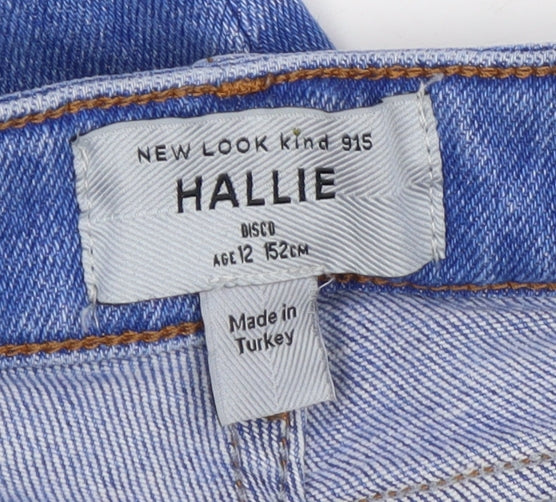 NEW LOOK kind 915
HALLIE
DISCO
AGE 12 152CM
Made in
Turkey